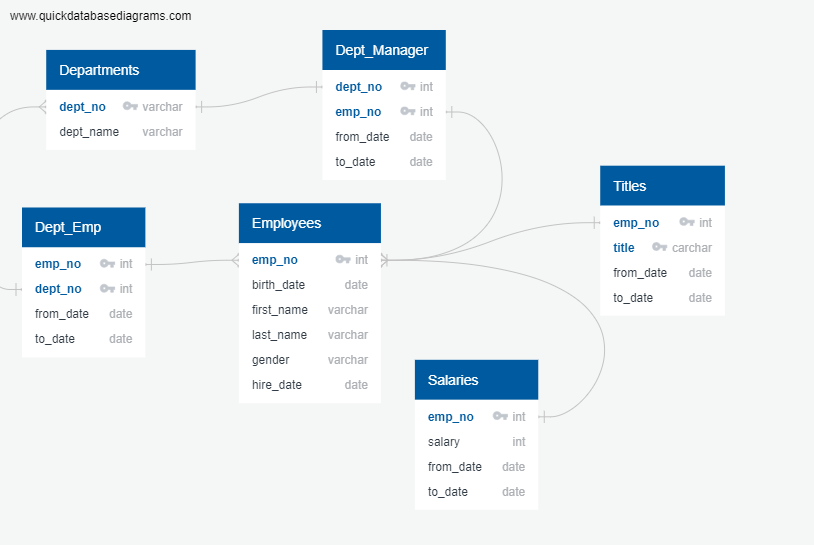 www.quickdatabasediagrams.com
Departments
dept_no varchar
dept_name varchar
Dept_Manager
dept_no int
emp_no int
from_date date
to_date date
Titles
emp_no int
title carchar
from_date date
to_date date
Dept_Emp
emp_no int
dept_no int
from_date date
to_date date
Employees
emp_no int
birth_date date
first_name varchar
last_name varchar
gender varchar
hire_date date
Salaries
emp_no int
salary int
from_date date
to_date date